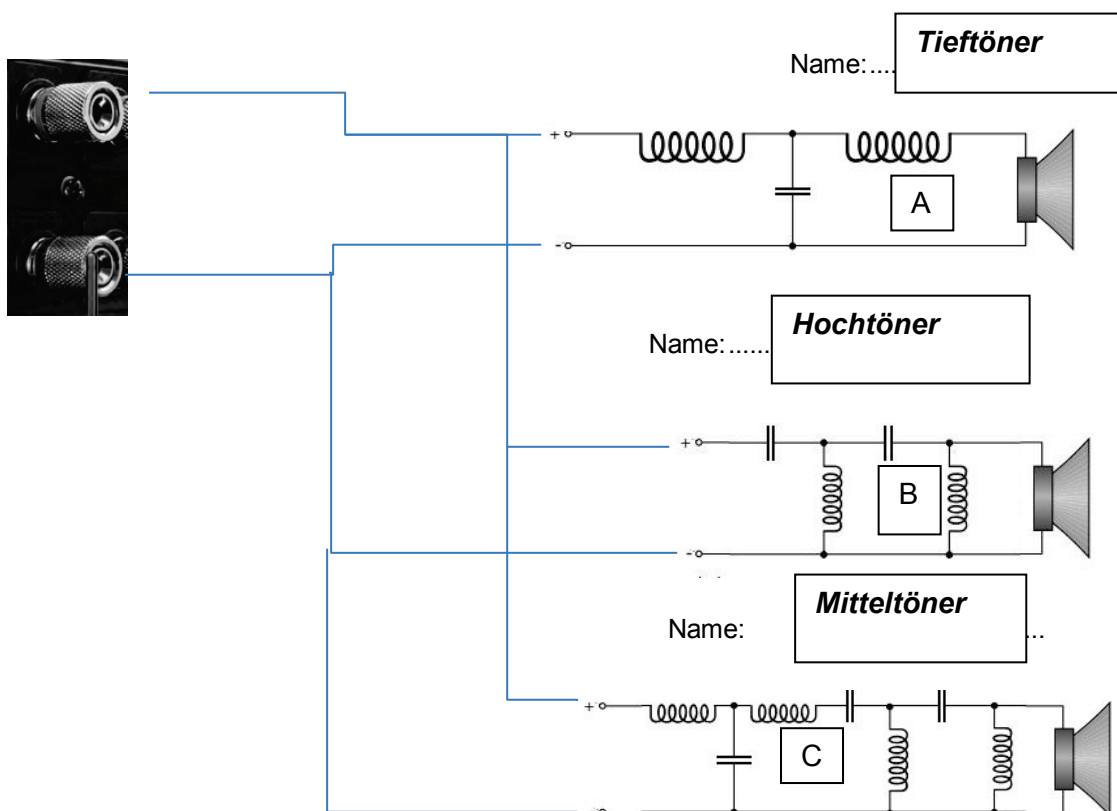 Tieftöner
Name:....
+
A
-
Hochtöner
Name:......
+
B
-
Mitteltöner
Name:
...
+
C